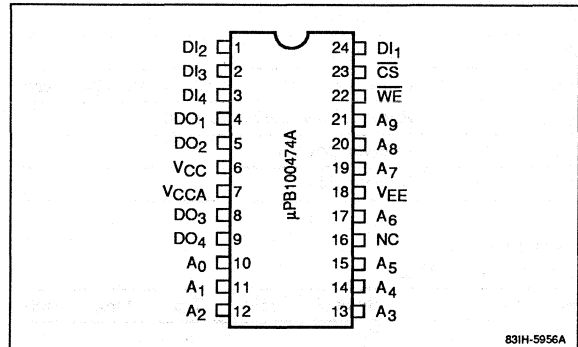 DI2 1 24 DI1
DI3 2 23 CS
DI4 3 22 WE
DO1 4 21 A9
DO2 5 20 A8
VCC 6 19 A7
VCCA 7 18 VEE
DO3 8 17 A6
DO4 9 16 NC
A0 10 15 A5
A1 11 14 A4
A2 12 13 A3
μPB100474A
83IH-5956A